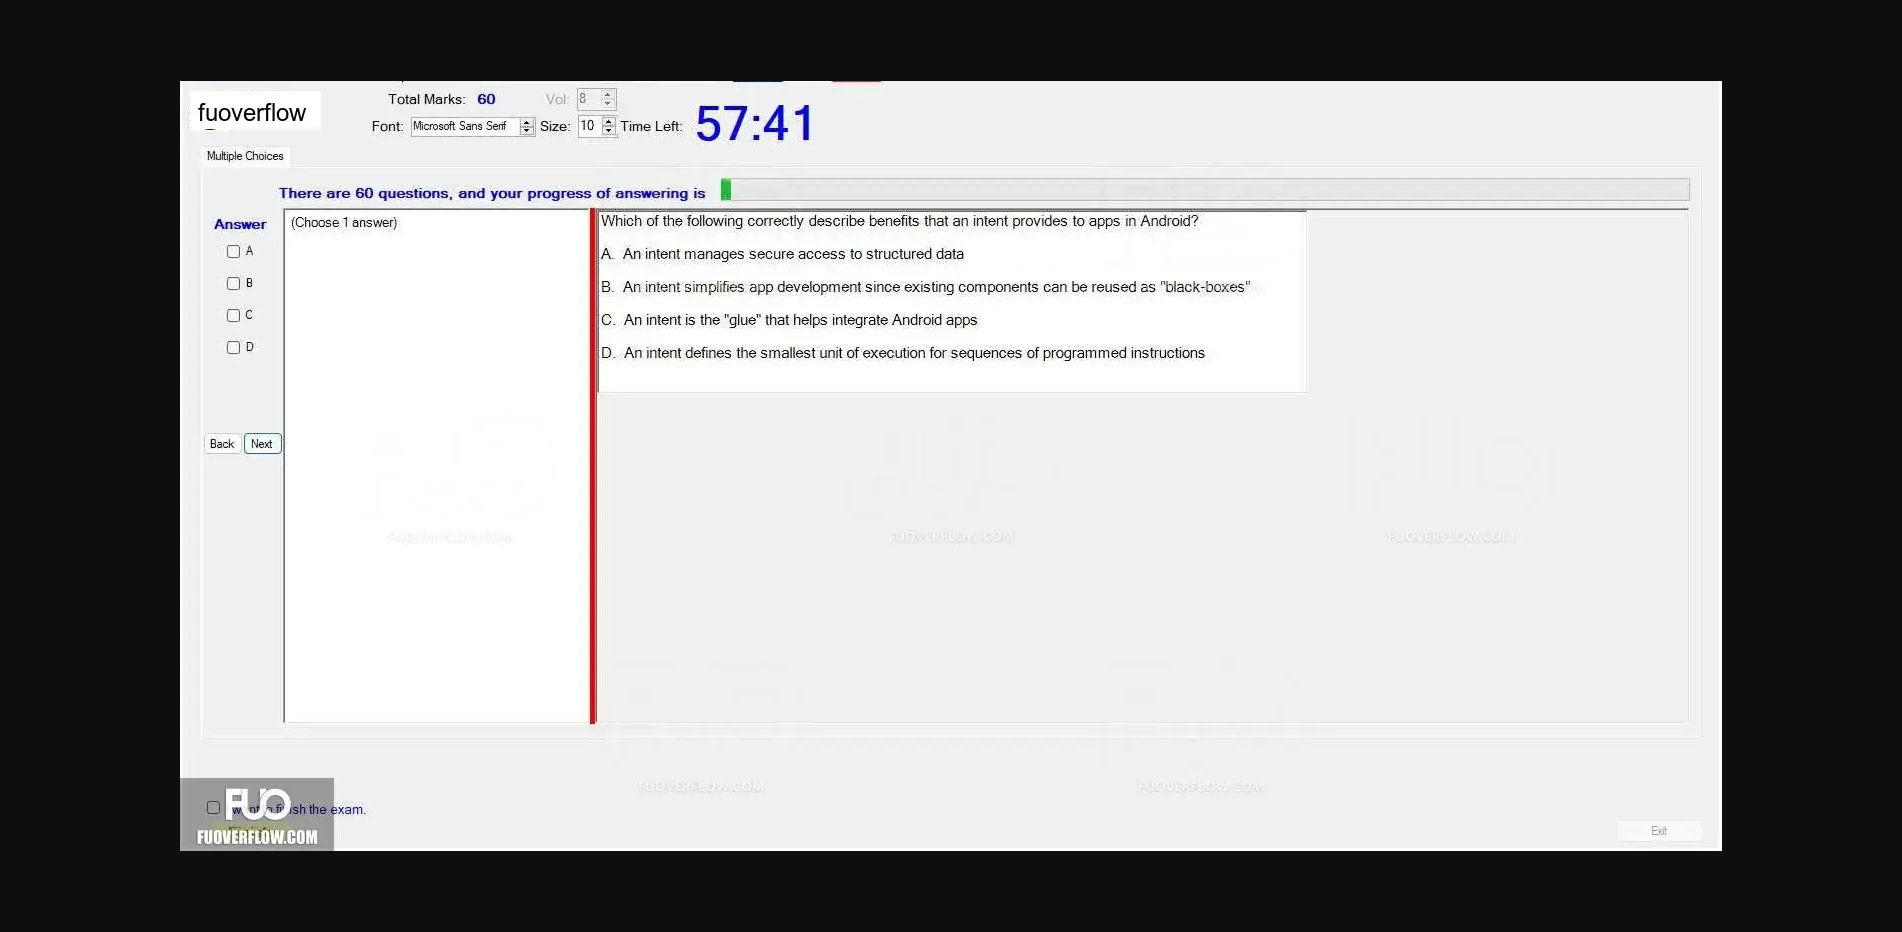 fuoverflow
Total Marks: 60 Vol: 8
Font: Microsoft Sans Serif Size: 10 Time Left: 57:41
Multiple Choices
There are 60 questions, and your progress of answering is
Answer
(Choose 1 answer)
A
B
C
D
Back Next
Which of the following correctly describe benefits that an intent provides to apps in Android?
A. An intent manages secure access to structured data
B. An intent simplifies app development since existing components can be reused as "black-boxes"
C. An intent is the "glue" that helps integrate Android apps
D. An intent defines the smallest unit of execution for sequences of programmed instructions
FUOVERFLOW.COM FUOVERFLOW.COM FUOVERFLOW.COM
FUOVERFLOW.COM FUOVERFLOW.COM
FUO
want finish the exam.
FUOVERFLOW.COM
Exit